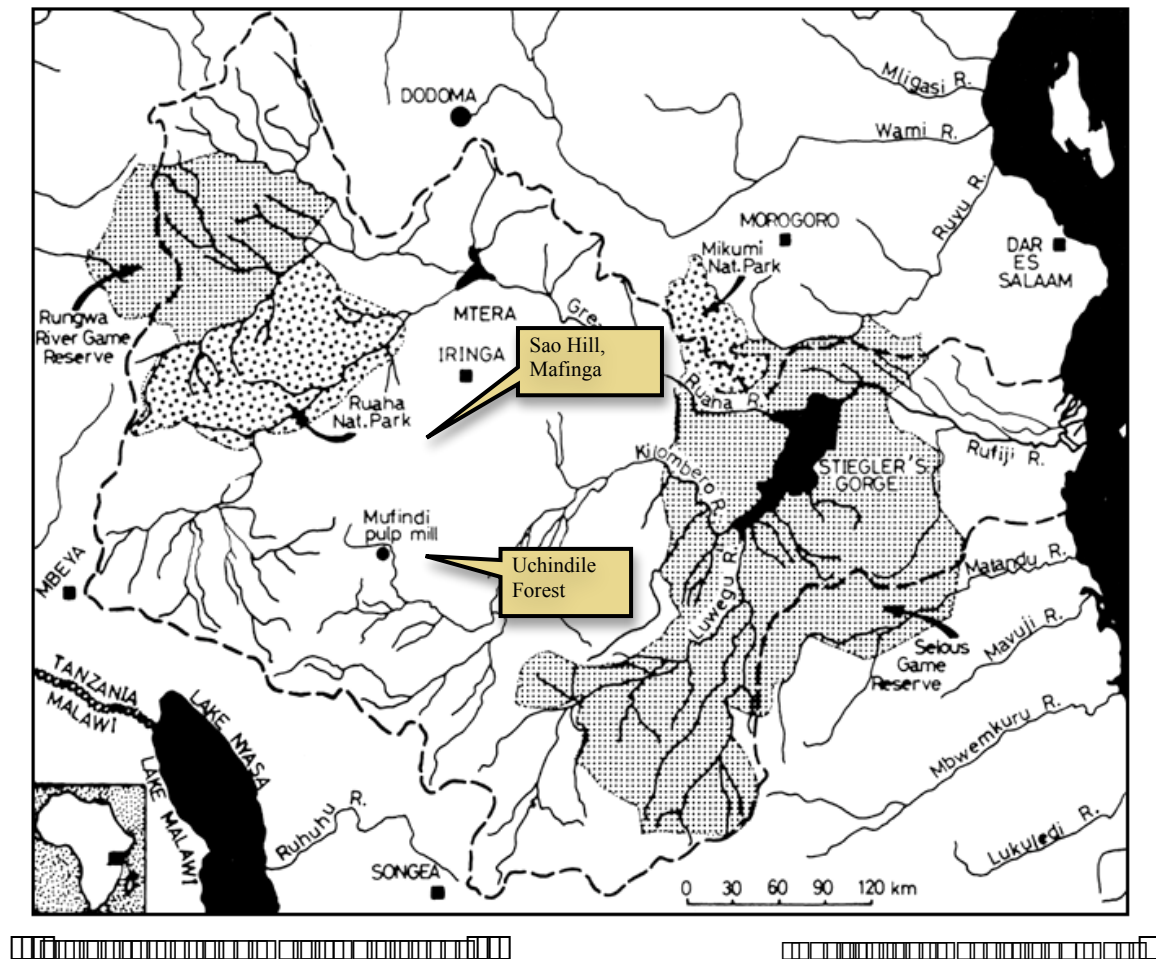 DODOMA
Mligasi R.
Wami R.
Ruvu R.
MOROGORO
Mikumi
Nat.Park
DAR
ES
SALAAM
Rungwa
River Game
Reserve
MTERA
Sao Hill,
Mafinga
IRINGA
Ruaha
Nat.Park
Ruaha R.
Rufiji R.
Kilombero R.
STIEGLER'S
GORGE
Mufindi
pulp mill
Uchindile
Forest
MBEYA
Luwegu R.
Matandu R.
Mavuji R.
Selous
Game
Reserve
TANZANIA
MALAWI
LAKE NYASA
LAKE MALAWI
Mbwemkuru R.
Ruhuhu R.
Lukuledi R.
SONGEA
0 30 60 90 120 km